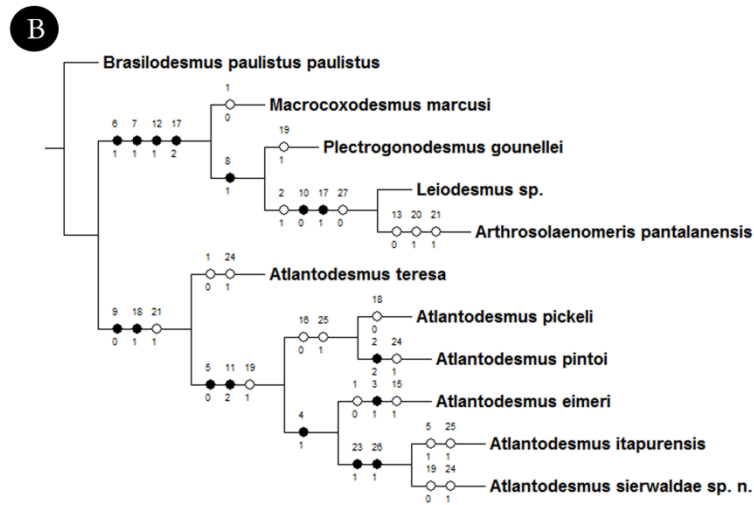 B
Brasilodesmus paulistus paulistus
1
Macrocoxodesmus marcusi
0
6 7 12 17
1 1 1 2
19
Plectrogonodesmus gounellei
1
8
1
Leiodesmus sp.
2 10 17 27
1 0 1 0
13 20 21
Arthrosolaenomeris pantalanensis
0 1 1
1 24
Atlantodesmus teresa
0 1
9 18 21
0 1 1
18
Atlantodesmus pickeli
0
16 25
0 1
2 24
Atlantodesmus pintoi
2 1
5 11 19
0 2 1
1 3 15
Atlantodesmus eimeri
0 1 1
4
1
5 25
Atlantodesmus itapurensis
1 1
23 26
1 1
19 24
Atlantodesmus sierwaldae sp. n.
0 1